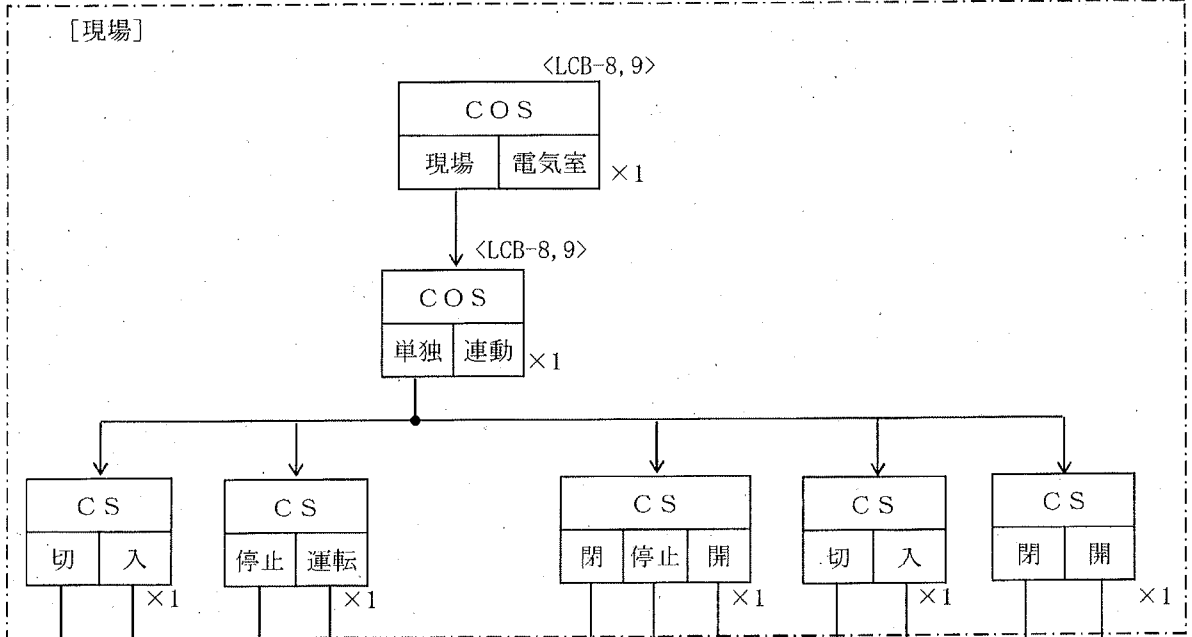 [現場]
<LCB-8,9>
COS
現場 電気室 ×1
<LCB-8,9>
COS
単独 連動 ×1
CS CS CS CS CS
切 入 停止 運転 閉 停止 開 切 入 閉 開
×1 ×1 ×1 ×1 ×1